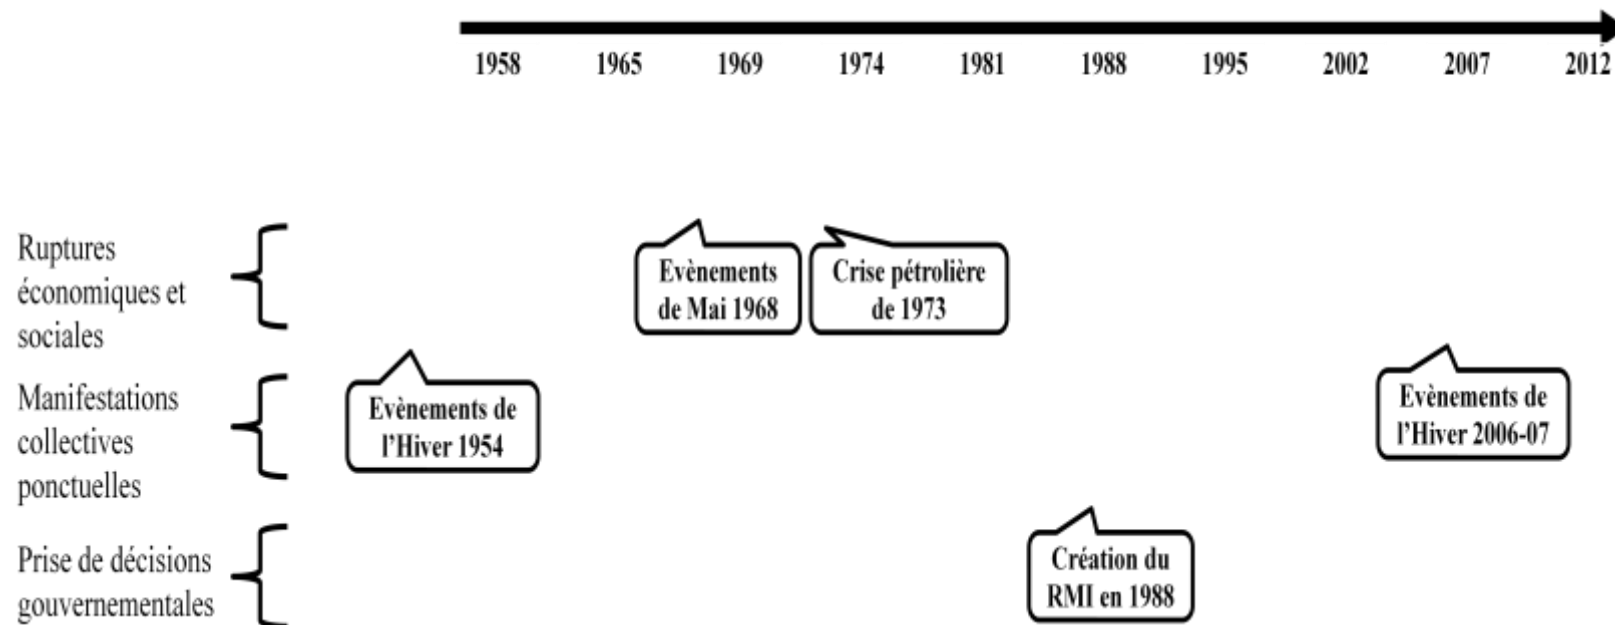 1958 1965 1969 1974 1981 1988 1995 2002 2007 2012
Ruptures
économiques et
sociales
Evènements
de Mai 1968
Crise pétrolière
de 1973
Manifestations
collectives
ponctuelles
Evènements de
l’Hiver 1954
Evènements de
l’Hiver 2006-07
Prise de décisions
gouvernementales
Création du
RMI en 1988